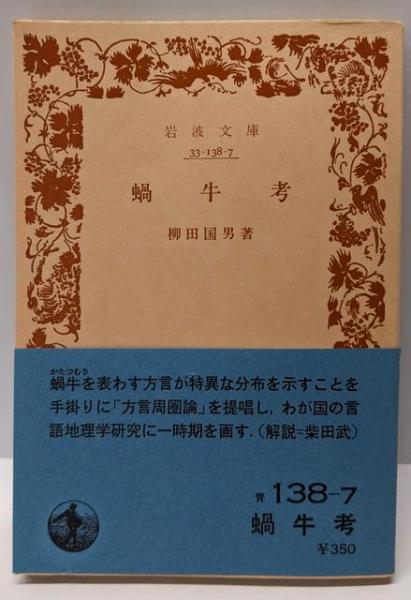 岩波文庫
33-138-7
蝸牛考
柳田国男著
かたつむり
蝸牛を表わす方言が特異な分布を示すことを
手掛りに「方言周圏論」を提唱し,わが国の言
語地理学研究に一時期を画す.(解説=柴田武)
青 138-7
蝸牛考
¥350